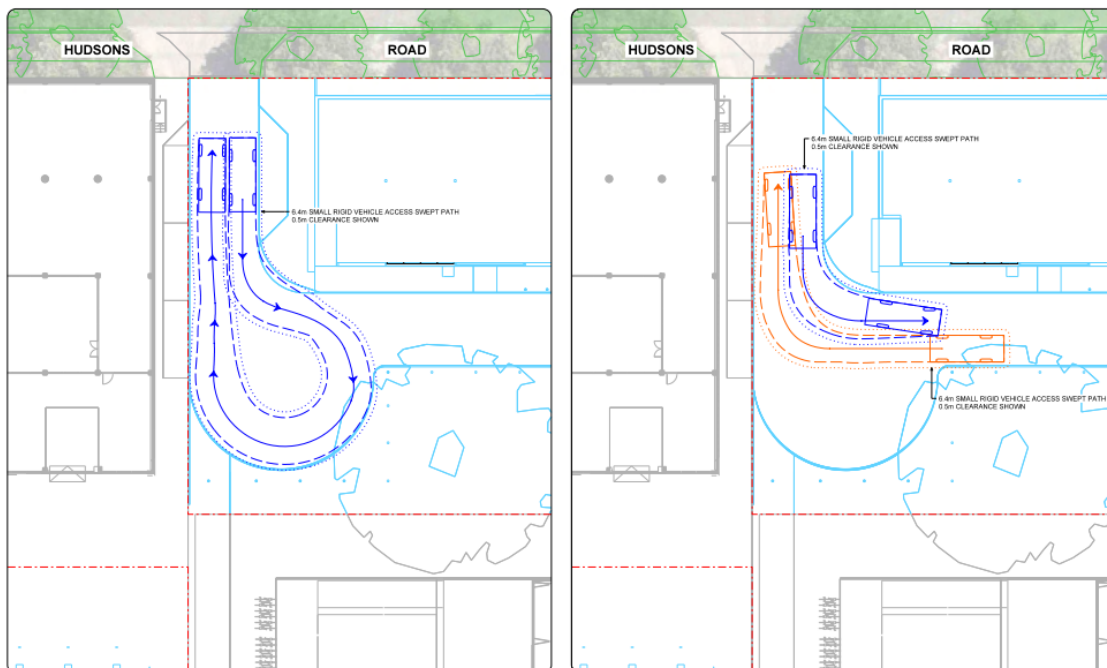 HUDSONS ROAD
6.4m SMALL RIGID VEHICLE ACCESS SWEPT PATH
0.5m CLEARANCE SHOWN
HUDSONS ROAD
6.4m SMALL RIGID VEHICLE ACCESS SWEPT PATH
0.5m CLEARANCE SHOWN
6.4m SMALL RIGID VEHICLE ACCESS SWEPT PATH
0.5m CLEARANCE SHOWN